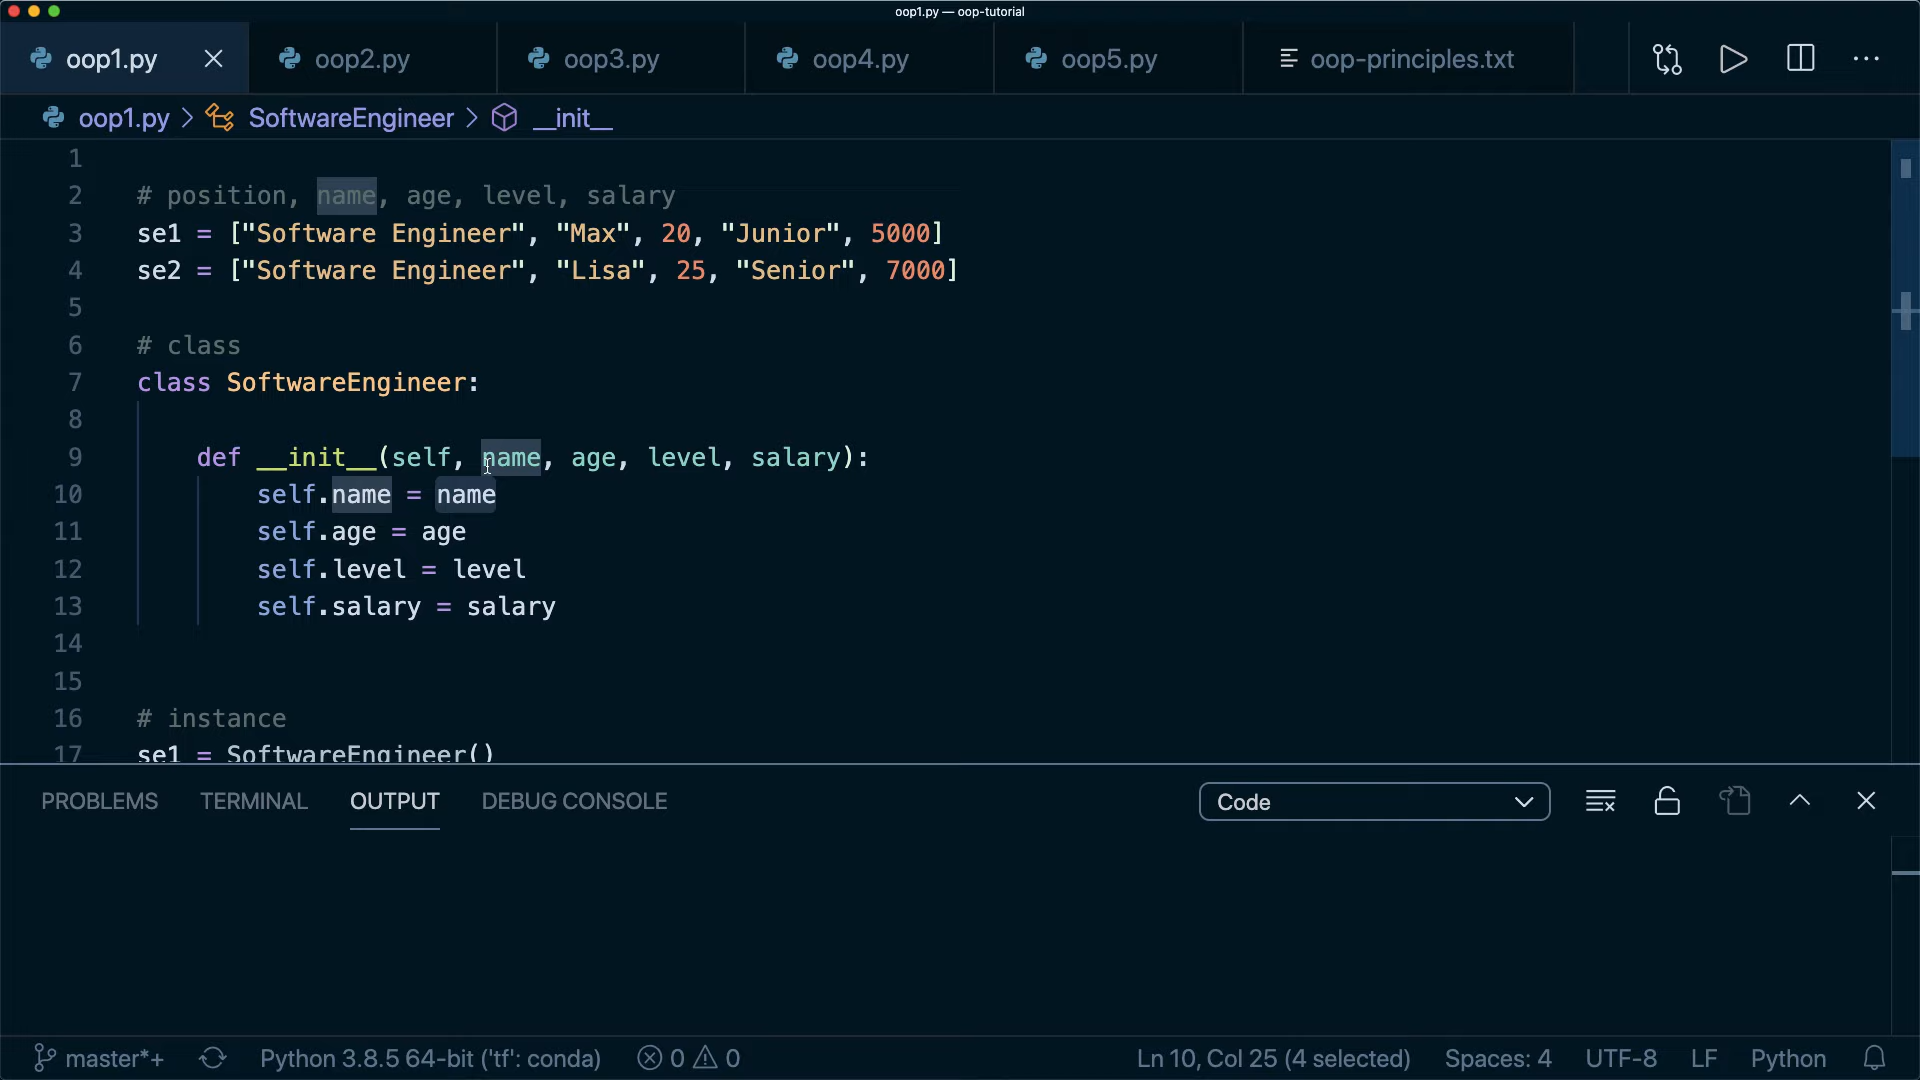 oop1.py — oop-tutorial
oop1.py oop2.py oop3.py oop4.py oop5.py oop-principles.txt
oop1.py > SoftwareEngineer > __init__
1
2 # position, name, age, level, salary
3 se1 = ["Software Engineer", "Max", 20, "Junior", 5000]
4 se2 = ["Software Engineer", "Lisa", 25, "Senior", 7000]
5
6 # class
7 class SoftwareEngineer:
8
9 def __init__(self, name, age, level, salary):
10 self.name = name
11 self.age = age
12 self.level = level
13 self.salary = salary
14
15
16 # instance
17 se1 = SoftwareEngineer()
PROBLEMS TERMINAL OUTPUT DEBUG CONSOLE Code
master*+ Python 3.8.5 64-bit ('tf': conda) 0 0 Ln 10, Col 25 (4 selected) Spaces: 4 UTF-8 LF Python